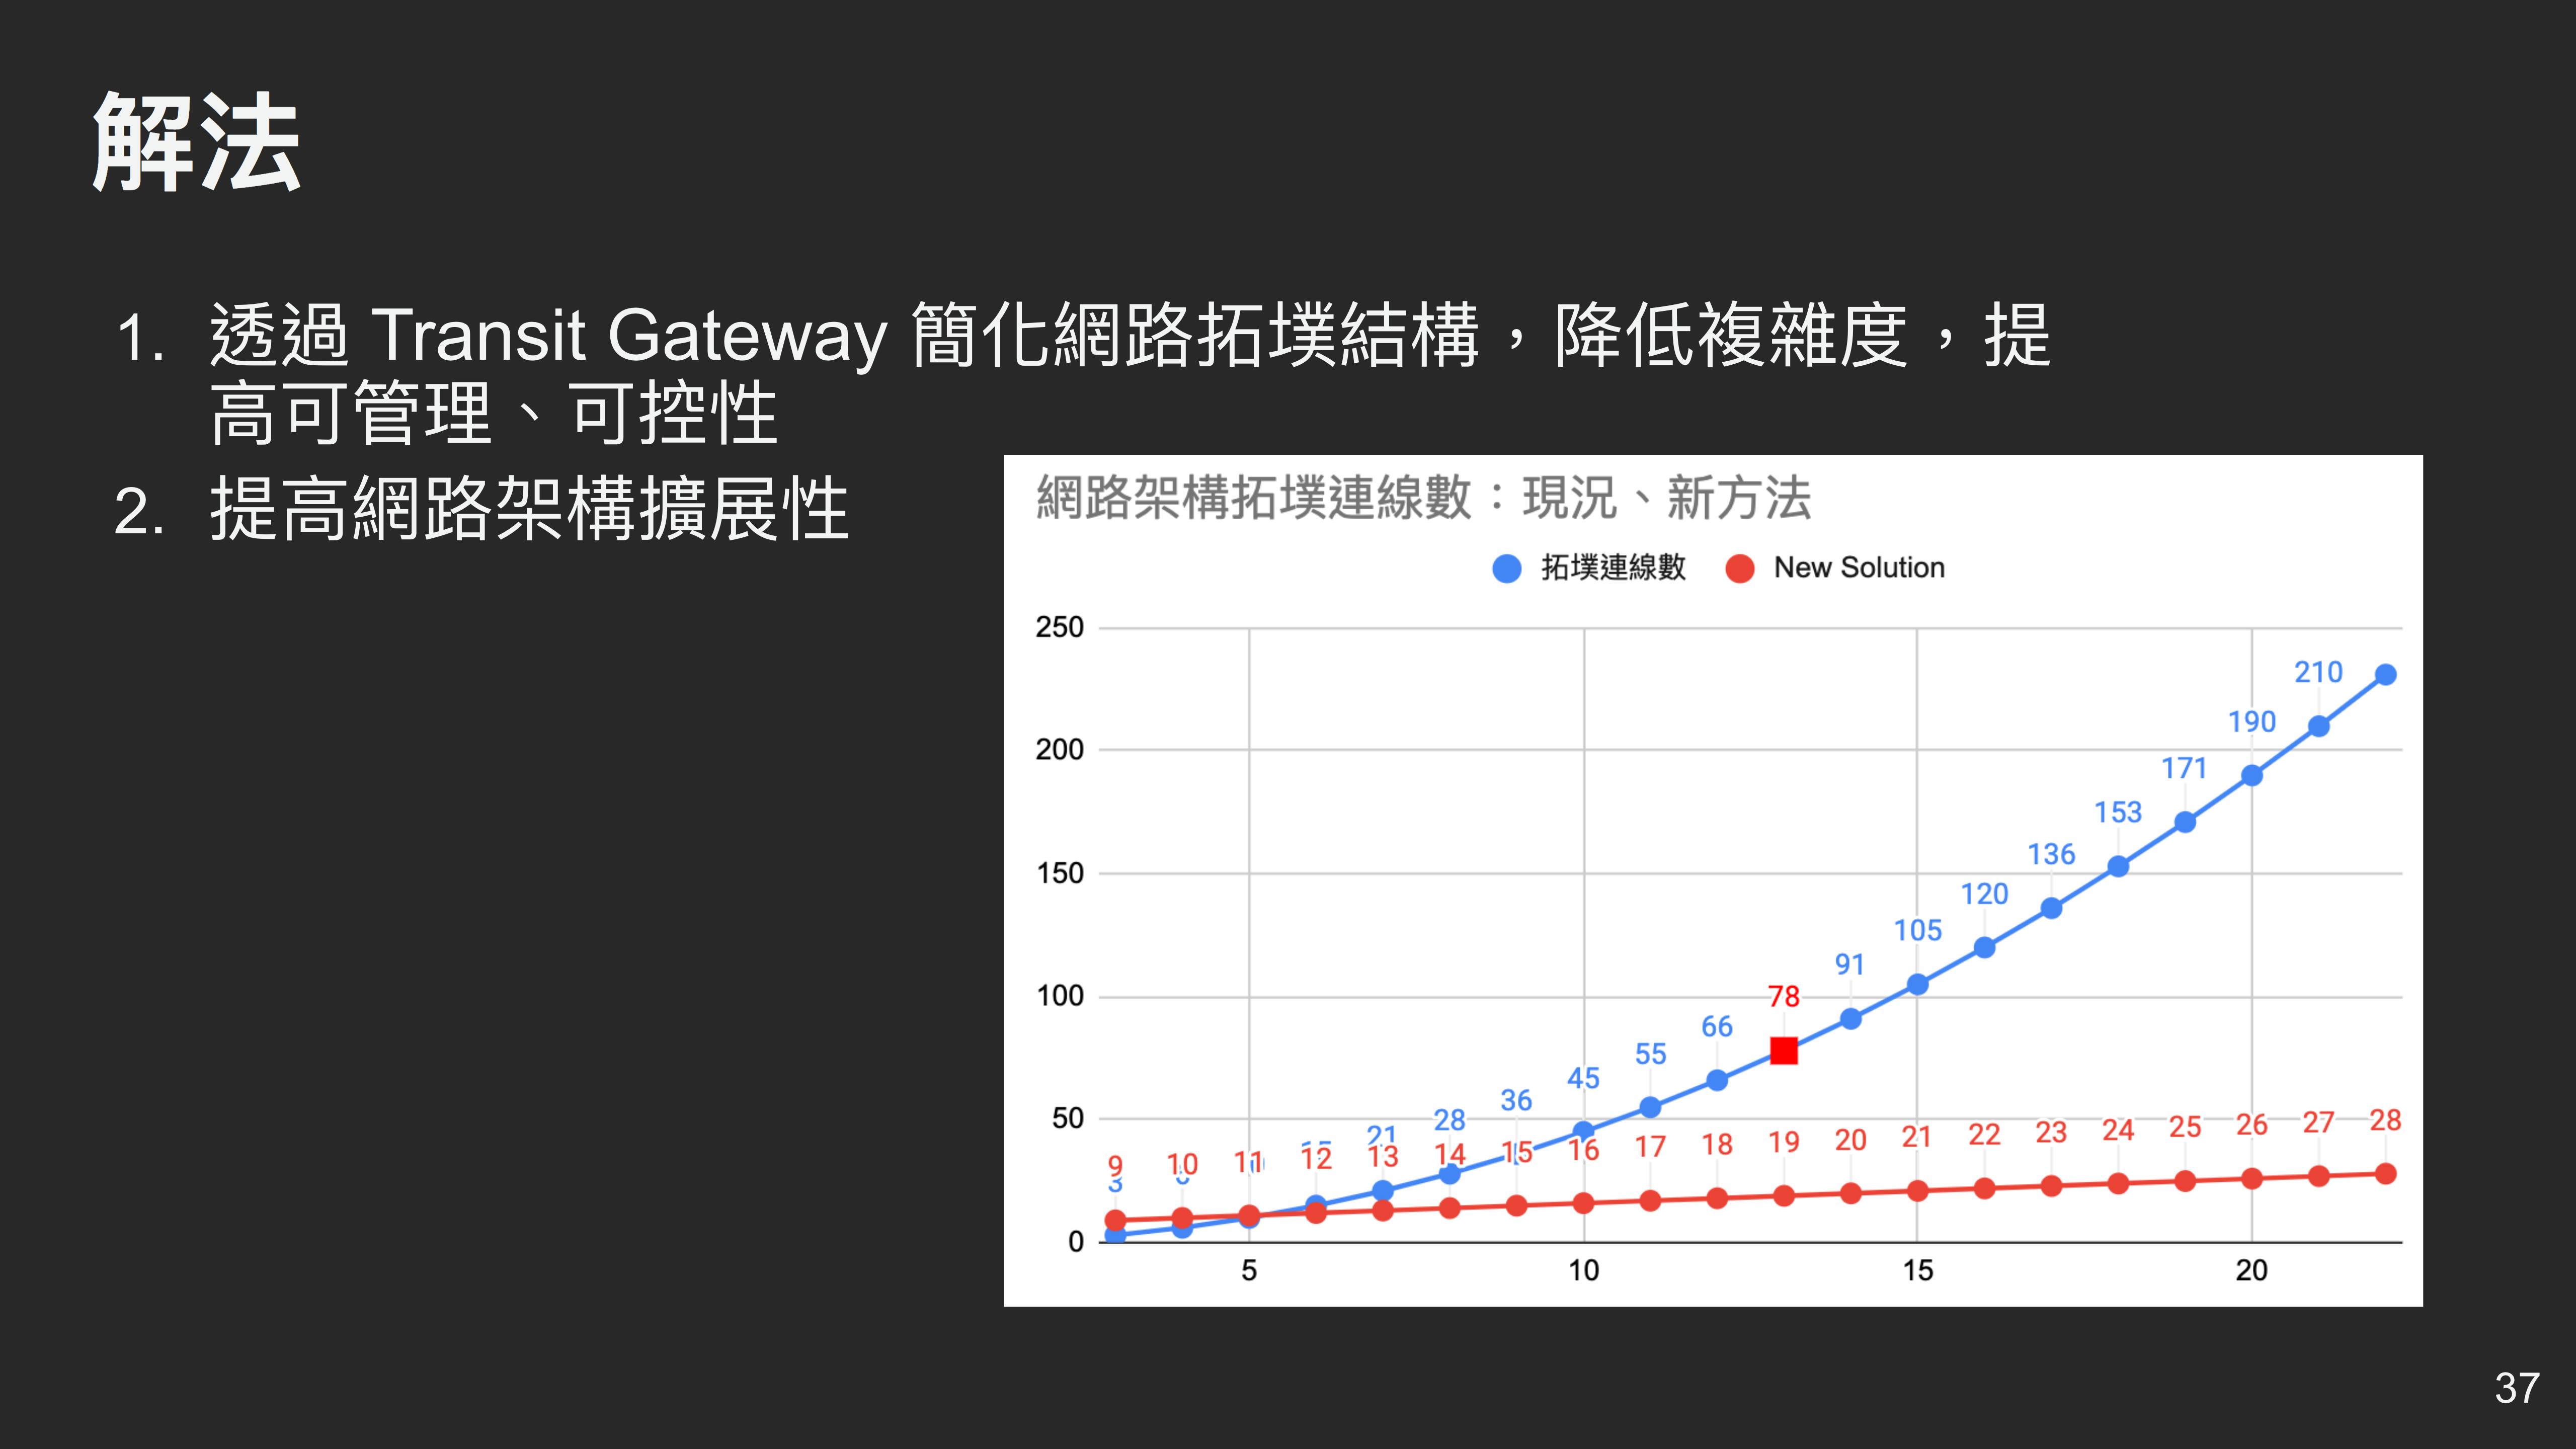 解法
1. 透過 Transit Gateway 簡化網路拓墣結構，降低複雜度，提
高可管理、可控性
2. 提高網路架構擴展性
網路架構拓墣連線數：現況、新方法
拓墣連線數 New Solution
250
200
150
100
50
0
210
190
171
153
136
120
105
91
78
66
55
45
36
28
21
3
9 10 11 12 13 14 15 16 17 18 19 20 21 22 23 24 25 26 27 28
5 10 15 20
37